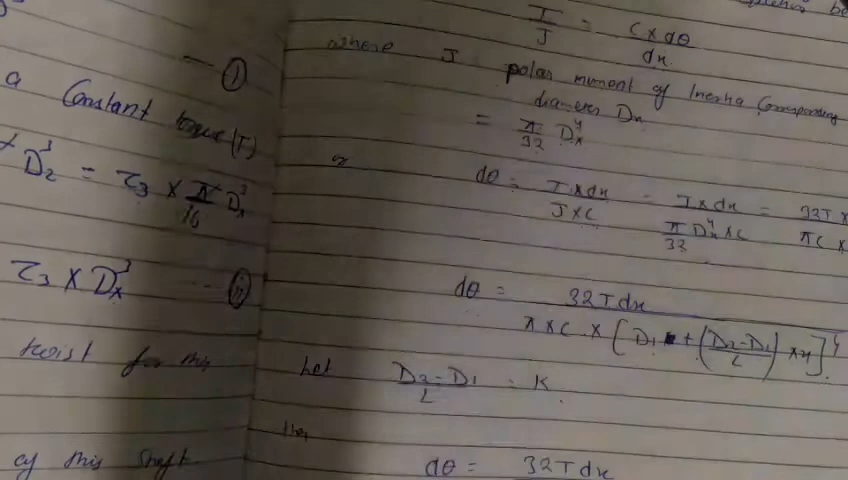 ①
a Constant torque (T)
D₂³ = τ₃ × π/16 Dₓ³
τ₃ × Dₓ³ -- ⑪
twist for this
of this shaft
T/J = C × dθ/dx
where J polar moment of Inertia Corresponding
diameter Dx
= π/32 Dₓ⁴
or
dθ = T×dx/J×C = T×dx/(π/32 Dₓ⁴ × C) = 32T ×/πC ×
dθ = 32T dx/(π × C × [D₁ + ((D₂-D₁)/L) × x]⁴)
Let (D₂-D₁)/L = K
dθ = 32T dx